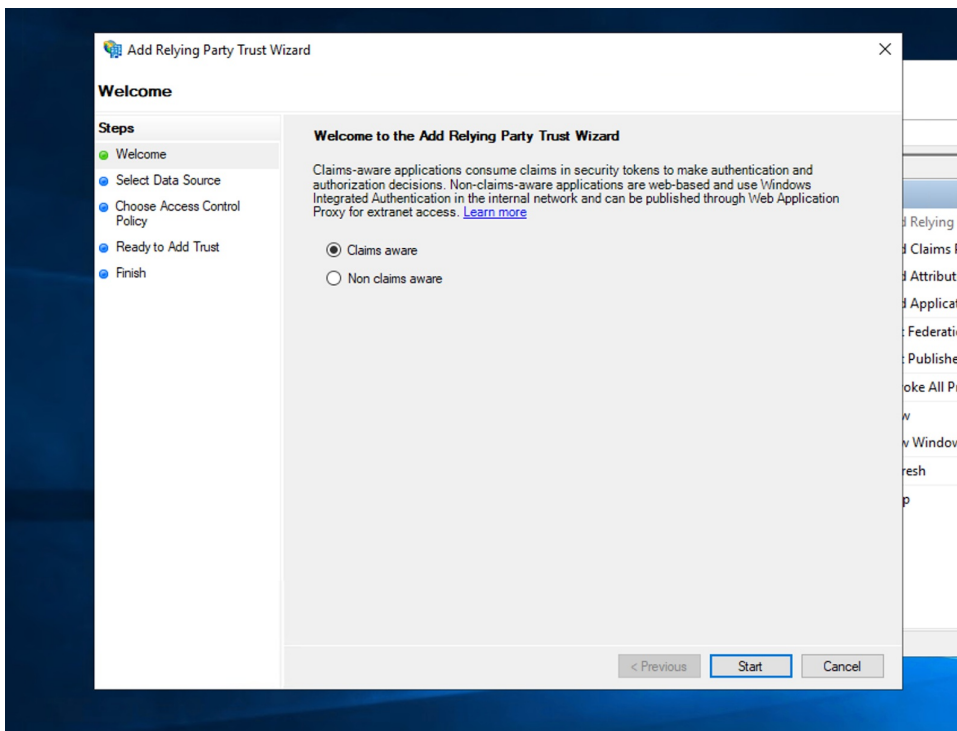 Add Relying Party Trust Wizard
Welcome
Steps
Welcome
Select Data Source
Choose Access Control
Policy
Ready to Add Trust
Finish
Welcome to the Add Relying Party Trust Wizard
Claims-aware applications consume claims in security tokens to make authentication and
authorization decisions. Non-claims-aware applications are web-based and use Windows
Integrated Authentication in the internal network and can be published through Web Application
Proxy for extranet access. Learn more
Claims aware
Non claims aware
< Previous
Start
Cancel
Relying
Claims